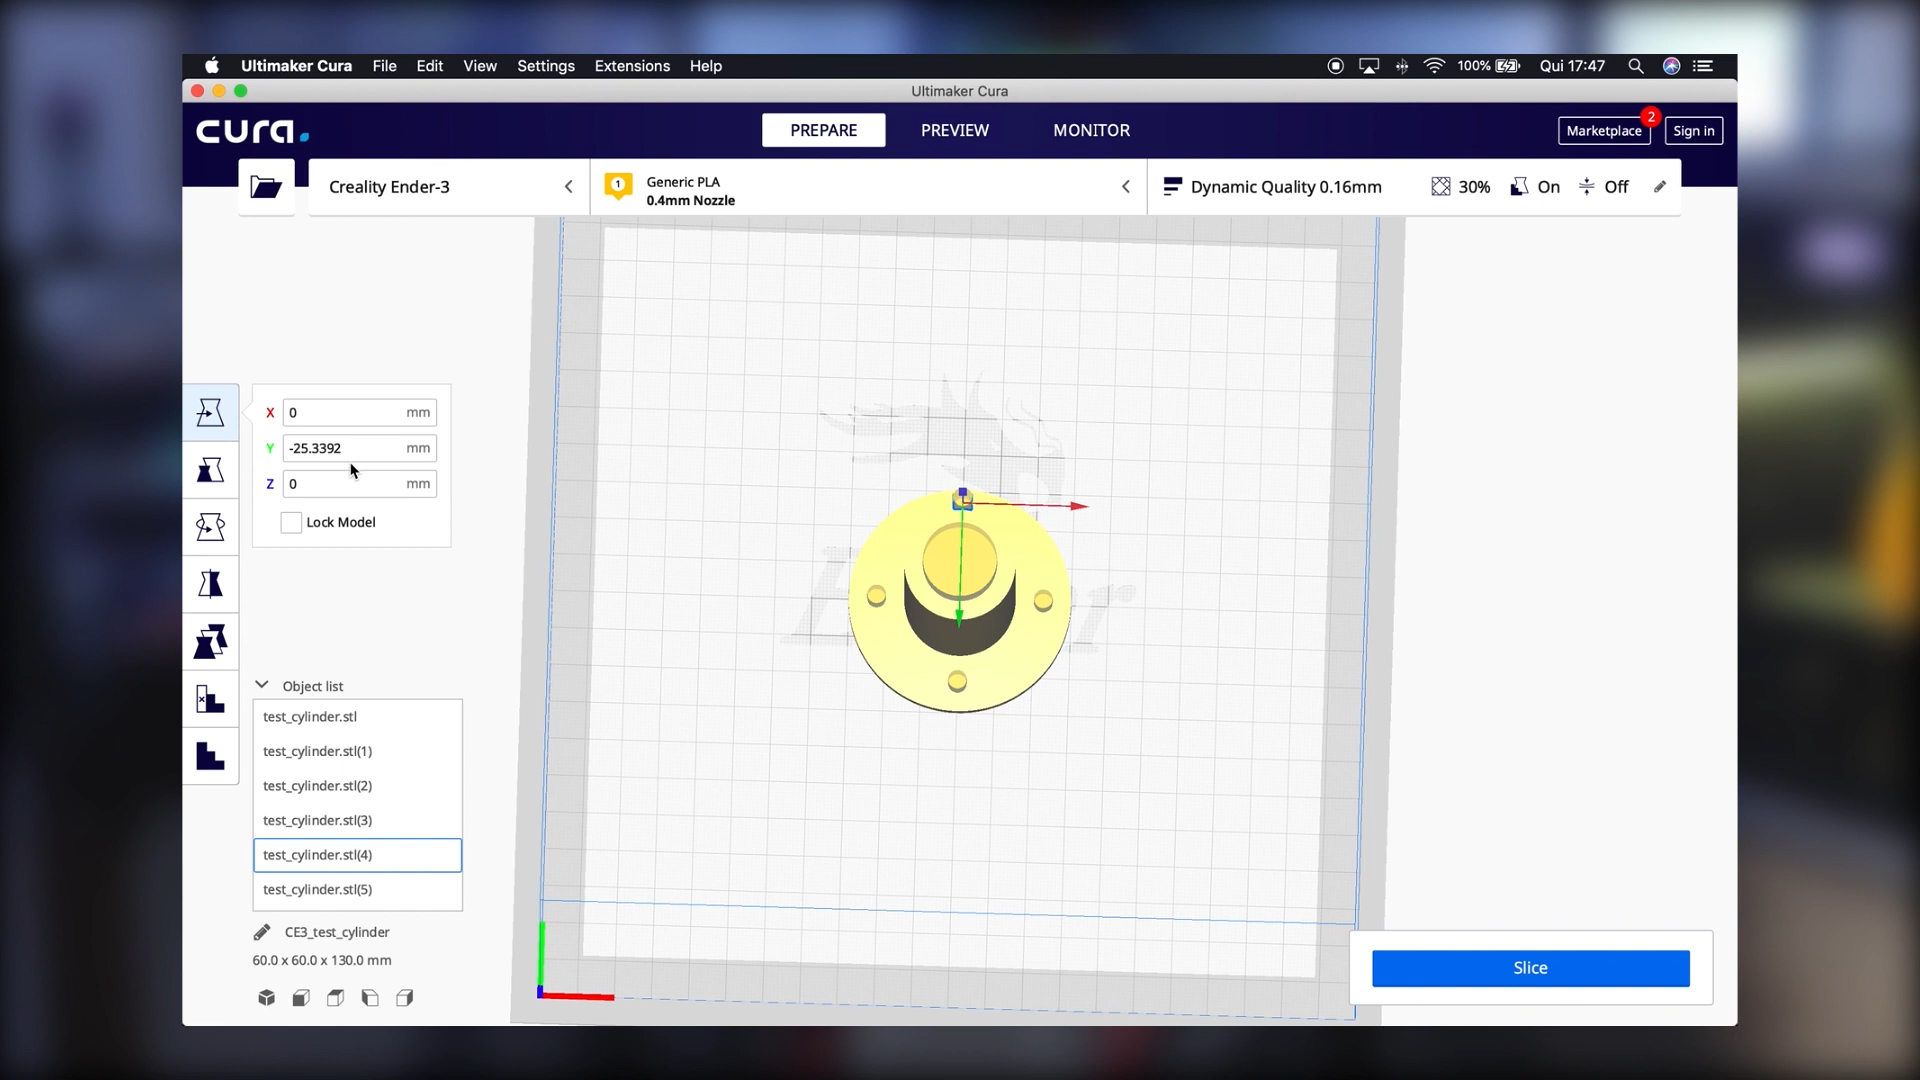 Ultimaker Cura File Edit View Settings Extensions Help 100% Qui 17:47
Ultimaker Cura
cura. PREPARE PREVIEW MONITOR Marketplace 2 Sign in
Creality Ender-3
1 Generic PLA
0.4mm Nozzle
Dynamic Quality 0.16mm 30% On Off
X 0 mm
Y -25.3392 mm
Z 0 mm
Lock Model
Object list
test_cylinder.stl
test_cylinder.stl(1)
test_cylinder.stl(2)
test_cylinder.stl(3)
test_cylinder.stl(4)
test_cylinder.stl(5)
CE3_test_cylinder
60.0 x 60.0 x 130.0 mm
Slice